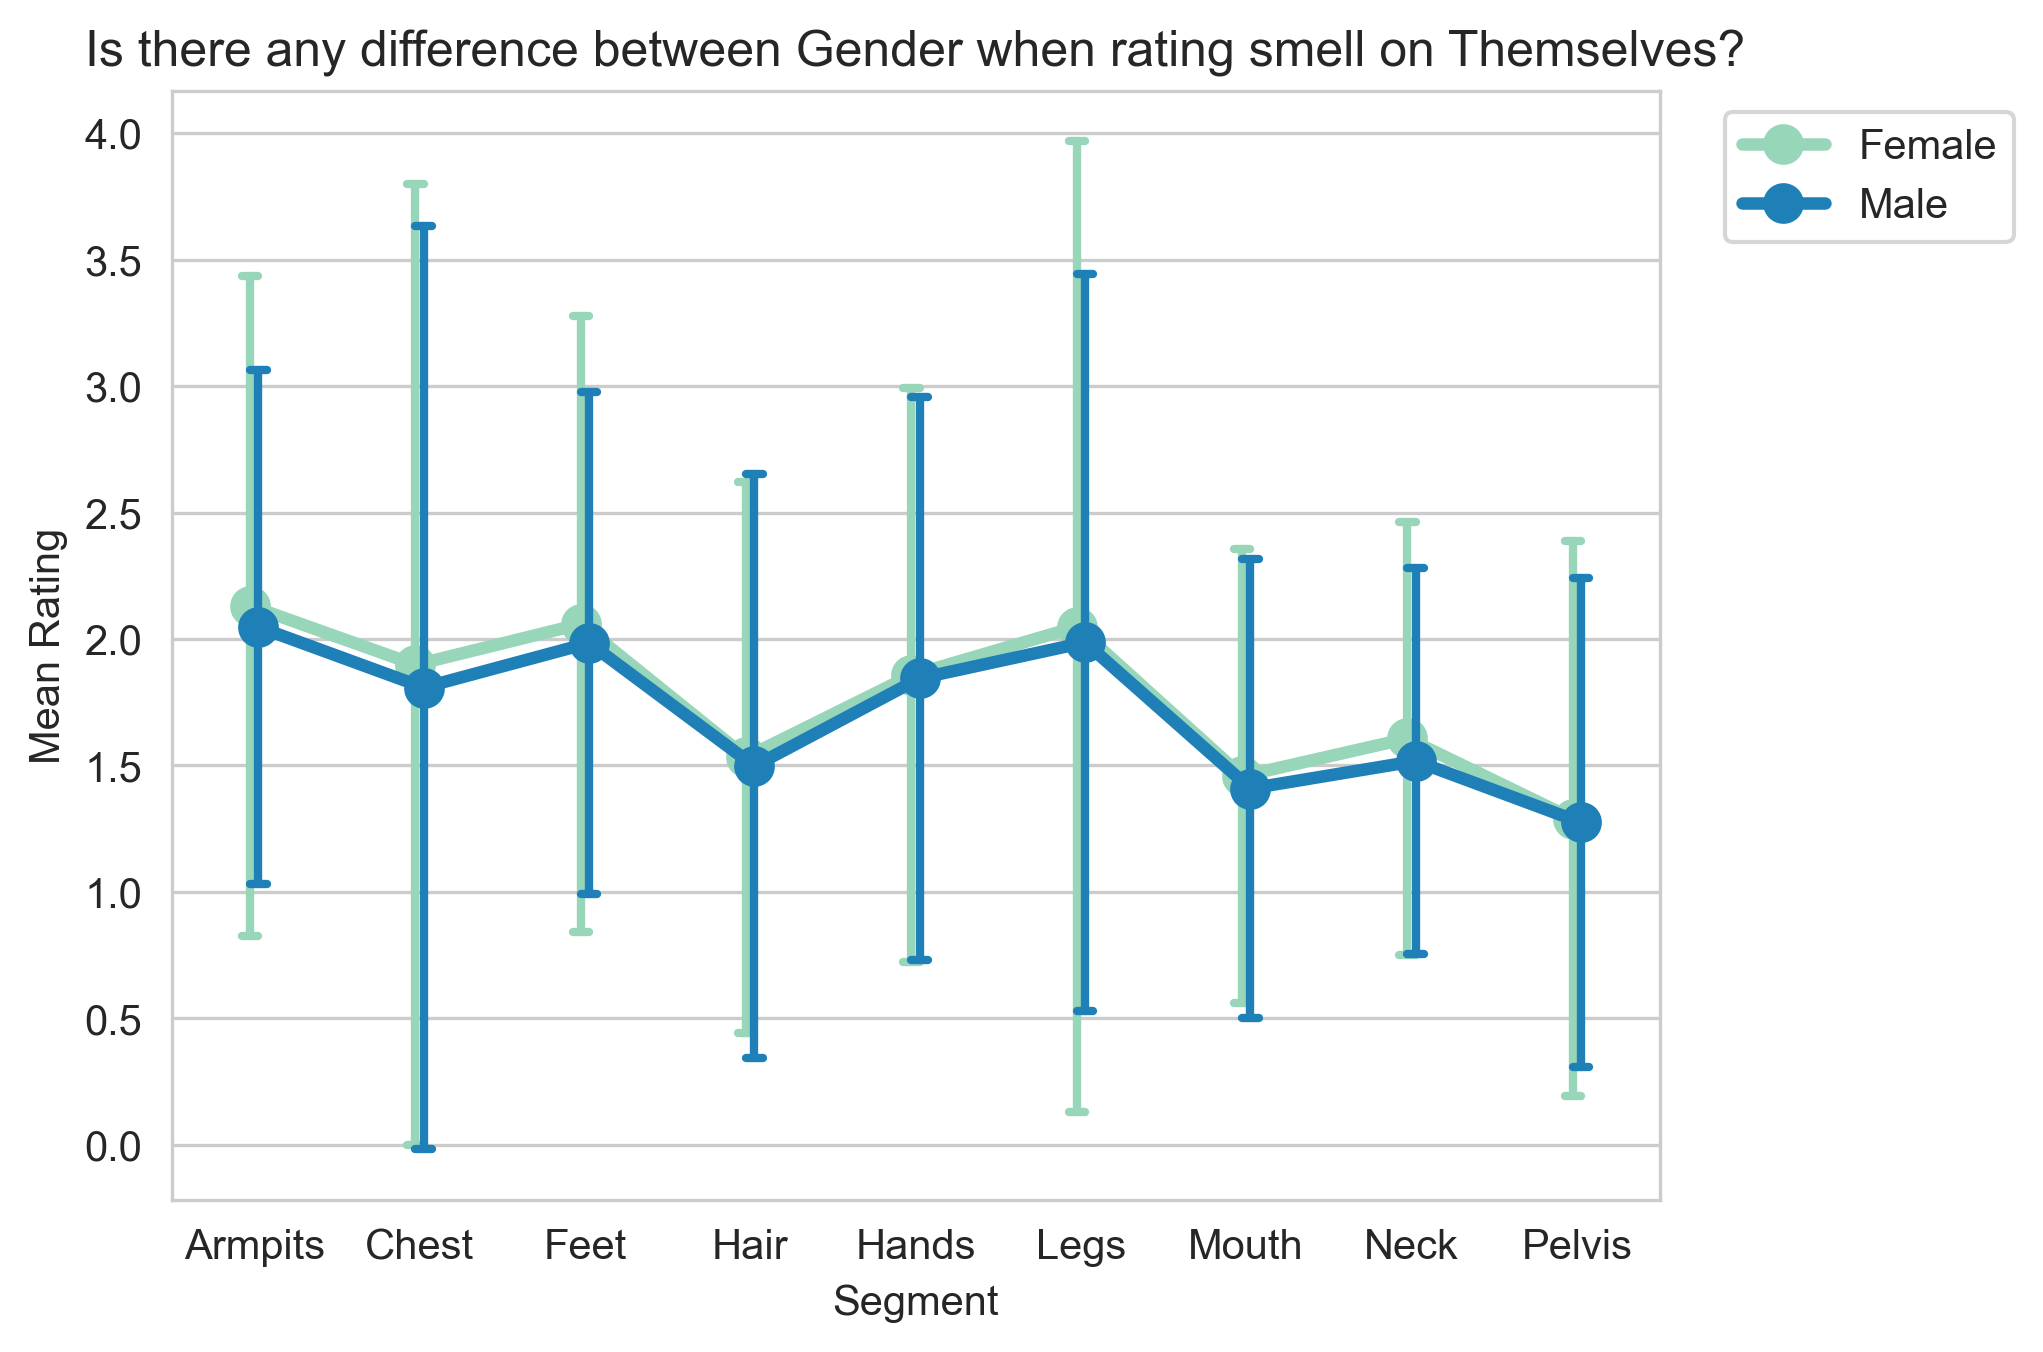 Is there any difference between Gender when rating smell on Themselves?
Female
Male
Mean Rating
4.0
3.5
3.0
2.5
2.0
1.5
1.0
0.5
0.0
Armpits Chest Feet Hair Hands Legs Mouth Neck Pelvis
Segment